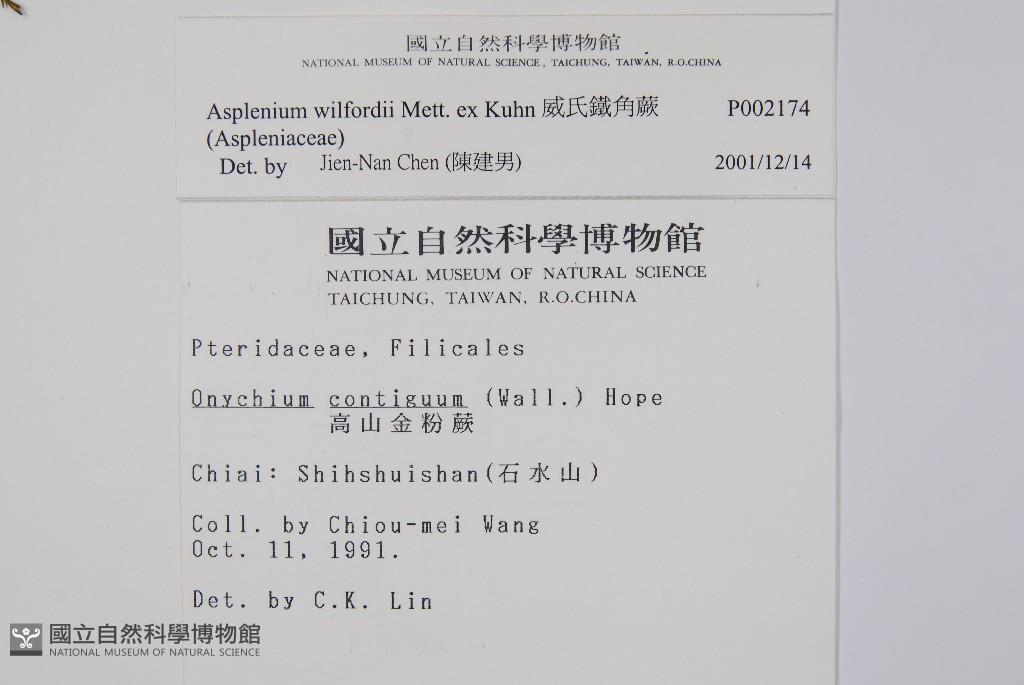 國立自然科學博物館
NATIONAL MUSEUM OF NATURAL SCIENCE, TAICHUNG, TAIWAN, R.O.CHINA
Asplenium wilfordii Mett. ex Kuhn 威氏鐵角蕨 P002174
(Aspleniaceae)
Det. by Jien-Nan Chen (陳建男) 2001/12/14
國立自然科學博物館
NATIONAL MUSEUM OF NATURAL SCIENCE
TAICHUNG, TAIWAN, R.O.CHINA
Pteridaceae, Filicales
Onychium contiguum (Wall.) Hope
高山金粉蕨
Chiai: Shihshuishan(石水山)
Coll. by Chiou-mei Wang
Oct. 11, 1991.
Det. by C.K. Lin
國立自然科學博物館
NATIONAL MUSEUM OF NATURAL SCIENCE